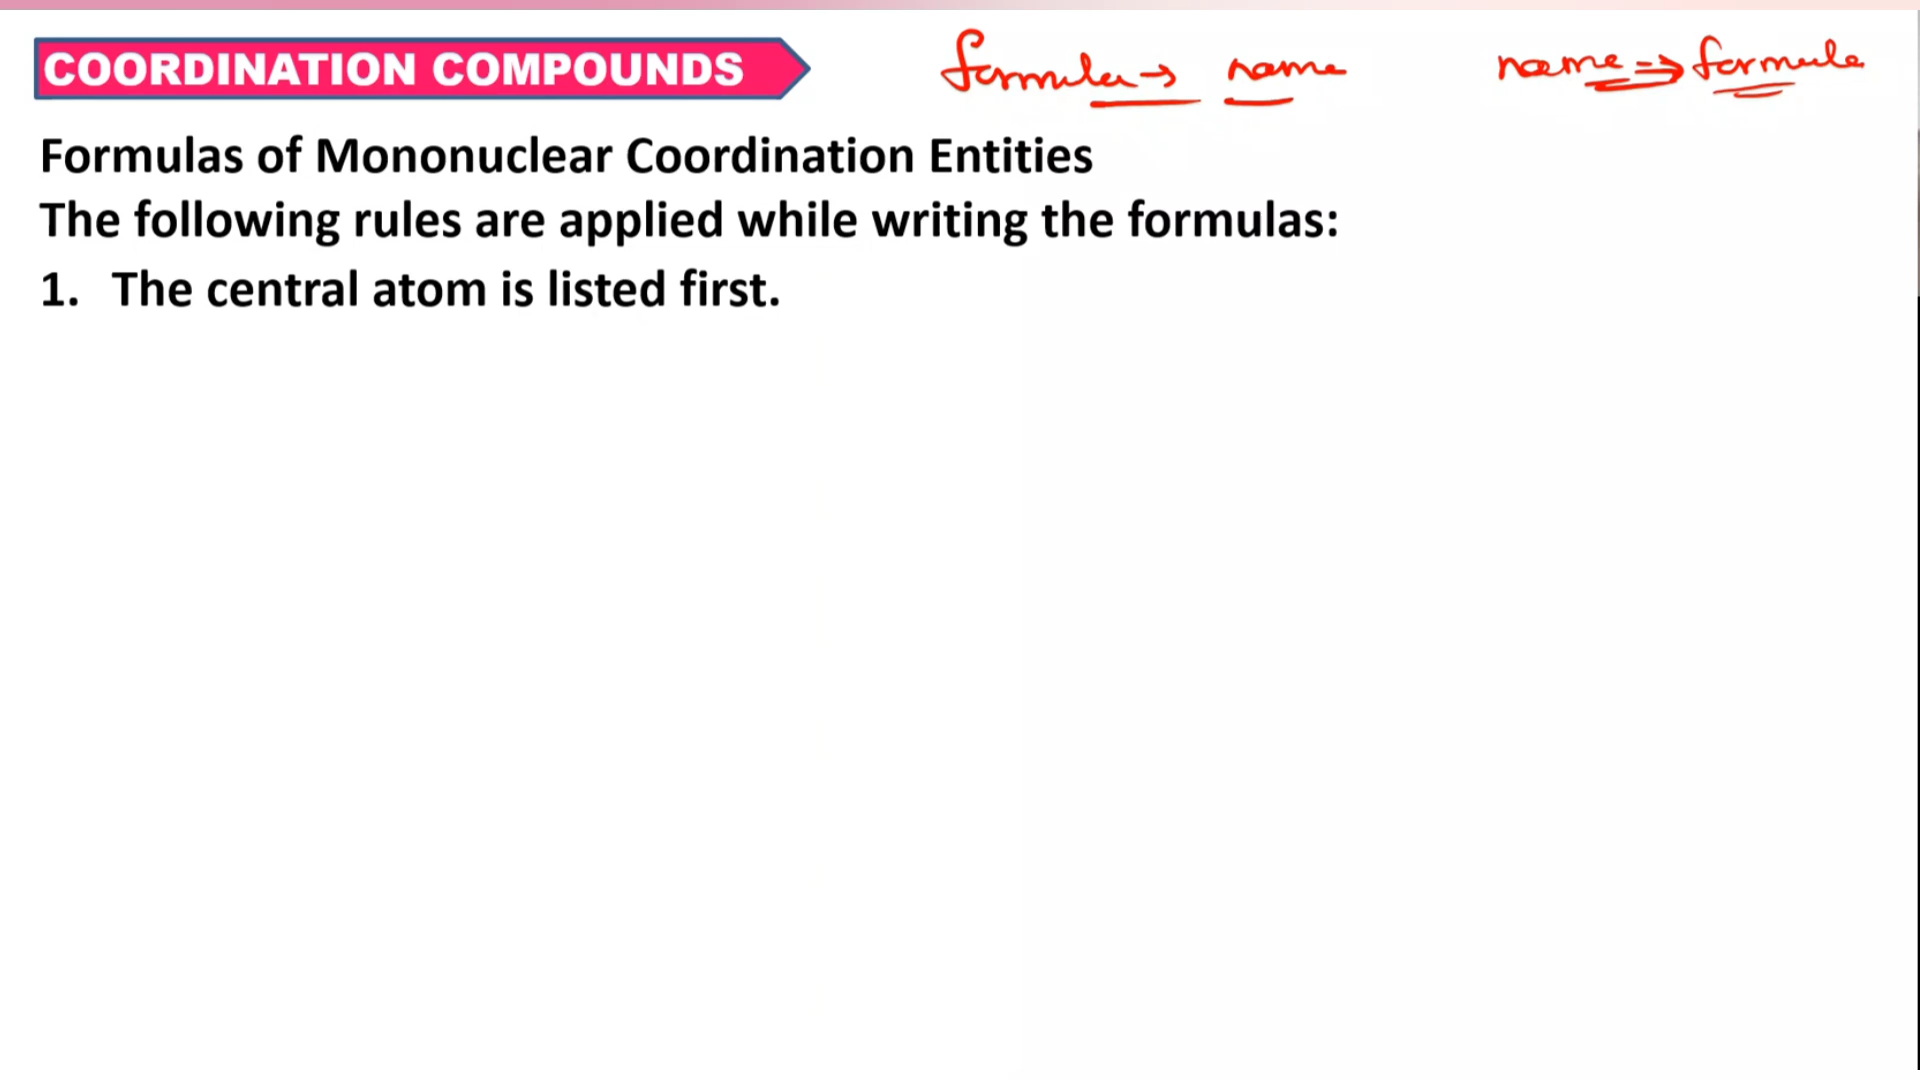 COORDINATION COMPOUNDS
formula → name
name ⇒ formula
Formulas of Mononuclear Coordination Entities
The following rules are applied while writing the formulas:
1. The central atom is listed first.